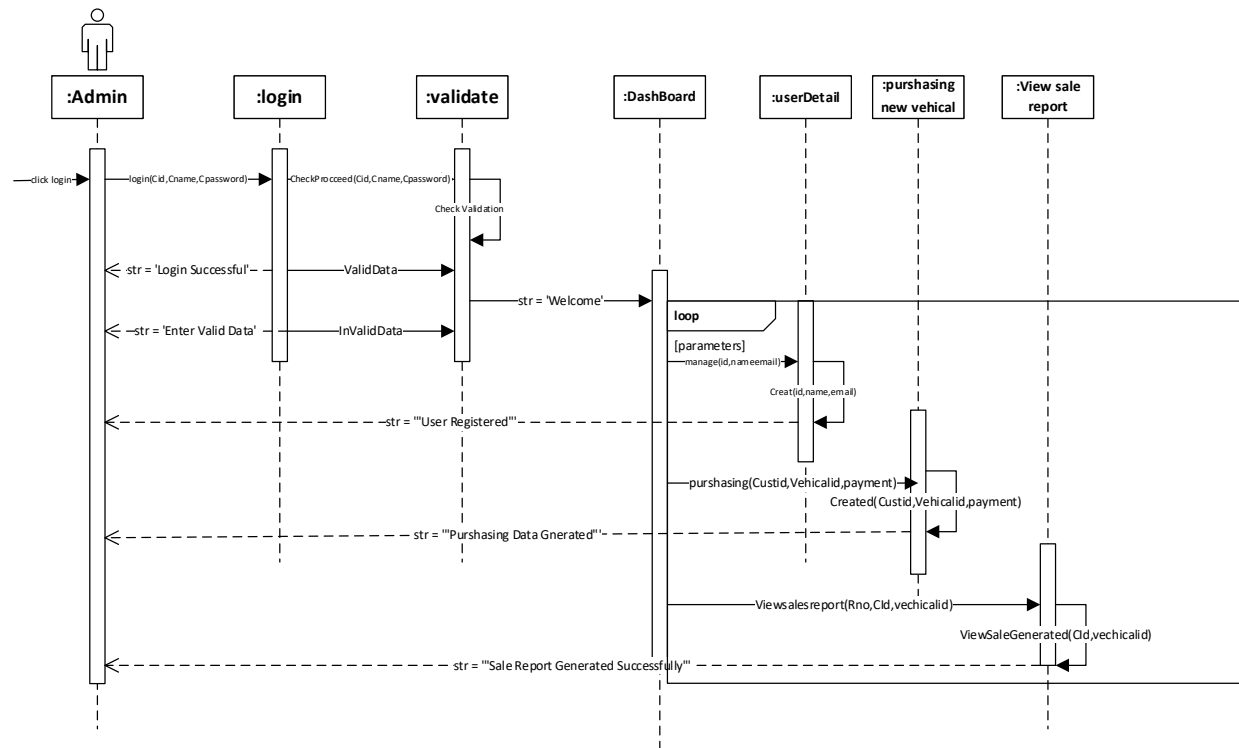 :Admin
:login
:validate
:DashBoard
:userDetail
:purshasing
new vehical
:View sale
report
click login
login(Cid,Cname,Cpassword)
CheckProcceed(Cid,Cname,Cpassword)
Check Validation
str = 'Login Successful'
ValidData
str = 'Welcome'
loop
str = 'Enter Valid Data'
InValidData
[parameters]
manage(id,nameemail)
Creat(id,name,email)
str = '"User Registered"'
purshasing(Custid,Vehicalid,payment)
Created(Custid,Vehicalid,payment)
str = '"Purshasing Data Gnerated"'
Viewsalesreport(Rno,CId,vechicalid)
ViewSaleGenerated(CId,vechicalid)
str = '"Sale Report Generated Successfully"'